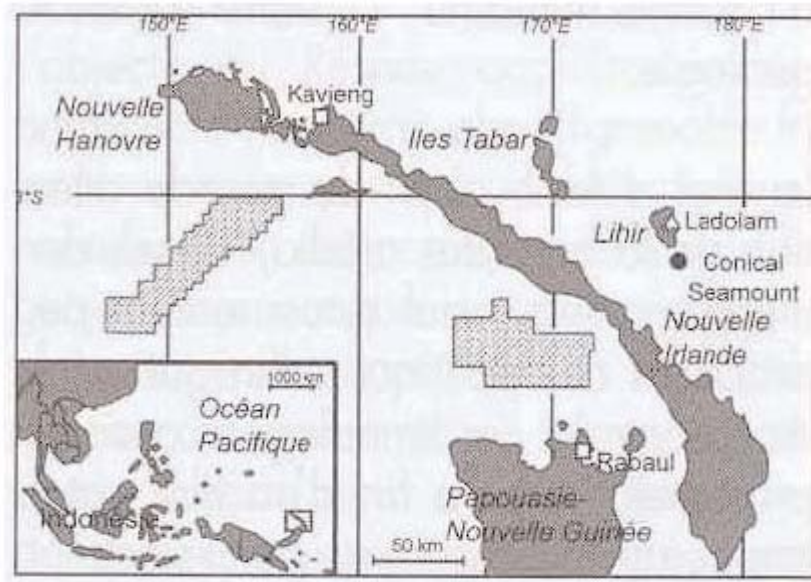 150°E 160°E 170°E 180°E
Kavieng
Nouvelle
Hanovre
Iles Tabar
3°S
Ladolam
Lihir
Conical
Seamount
Nouvelle
Irlande
1000 km
Océan
Pacifique
Rabaul
Indonésie
Papouasie-
Nouvelle Guinée
50 km